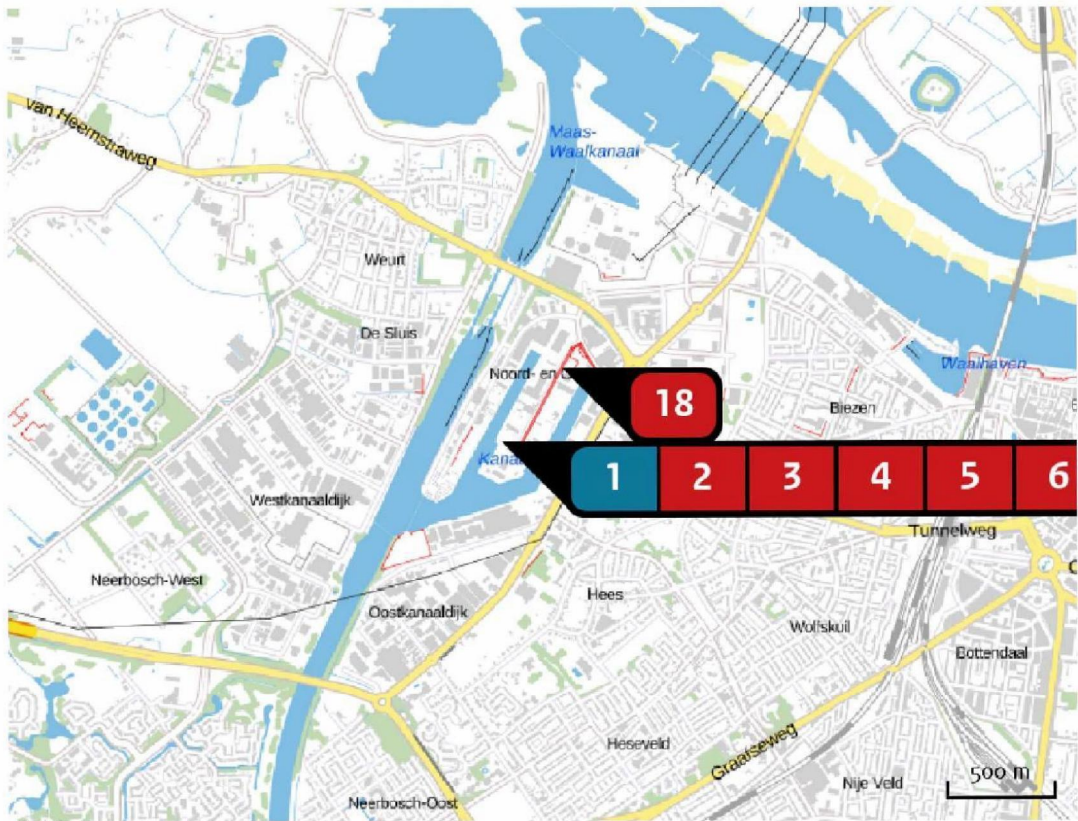 van Heemstraweg
Maas-
Waalkanaal
Weurt
De Sluis
Noord- en
Waalhaven
18
Biezen
1 2 3 4 5 6
Westkanaaldijk
Tunnelweg
Neerbosch-West
Hees
Oostkanaaldijk
Wolfskuil
Bottendaal
Heseveld
Graafseweg
Nije Veld
500 m
Neerbosch-Oost